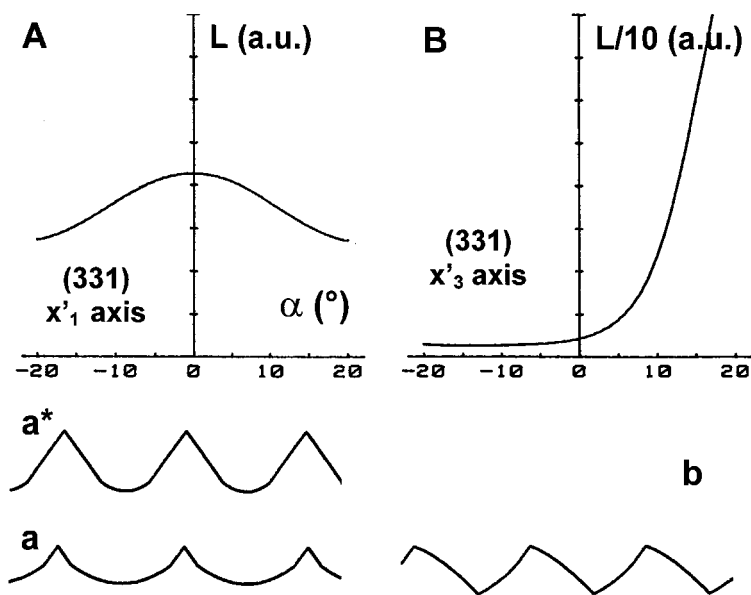 A
L (a.u.)
(331)
x'1 axis
α (°)
-20 -10 0 10 20
B
L/10 (a.u.)
(331)
x'3 axis
-20 -10 0 10 20
a*
a
b